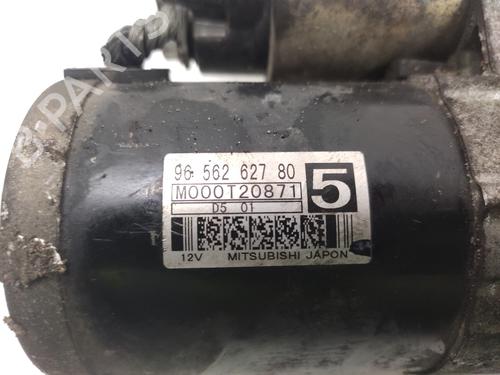 B-PARTS
96 562 627 80
M000T20871
5
D5 01
12V MITSUBISHI JAPON